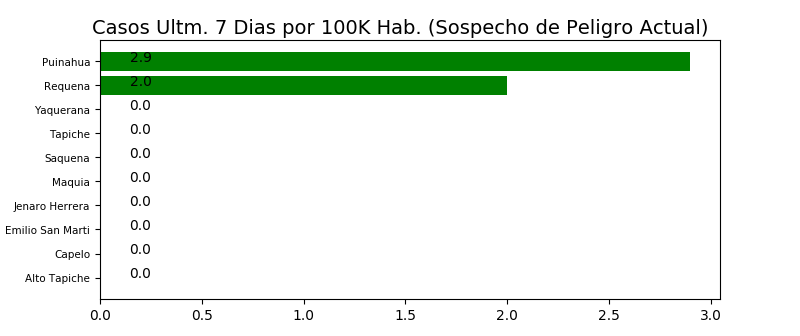 Casos Ultm. 7 Dias por 100K Hab. (Sospecho de Peligro Actual)
Puinahua 2.9
Requena 2.0
Yaquerana 0.0
Tapiche 0.0
Saquena 0.0
Maquia 0.0
Jenaro Herrera 0.0
Emilio San Marti 0.0
Capelo 0.0
Alto Tapiche 0.0
0.0 0.5 1.0 1.5 2.0 2.5 3.0